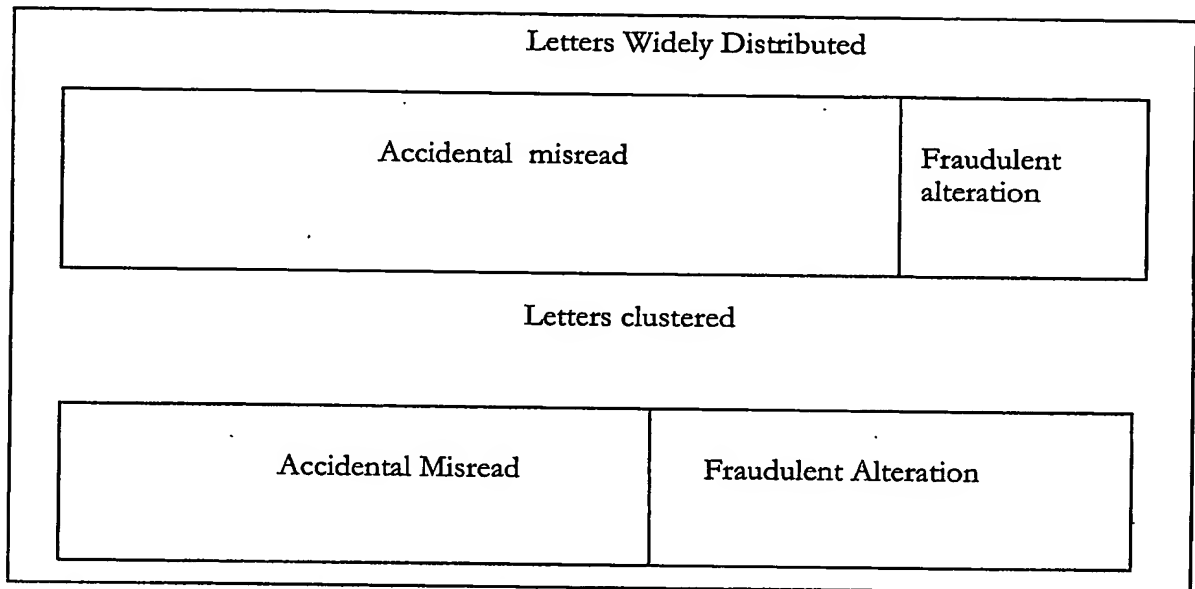 Letters Widely Distributed
Accidental misread
Fraudulent
alteration
Letters clustered
Accidental Misread
Fraudulent Alteration